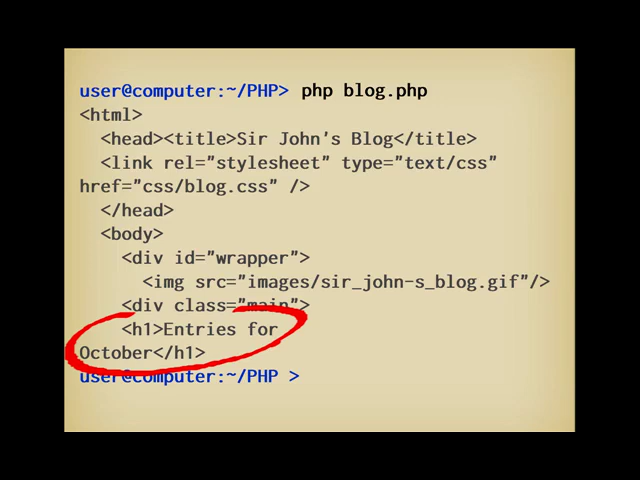 user@computer:~/PHP> php blog.php
<html>
<head><title>Sir John's Blog</title>
<link rel="stylesheet" type="text/css"
href="css/blog.css" />
</head>
<body>
<div id="wrapper">
<img src="images/sir_john-s_blog.gif"/>
<div class="main">
<h1>Entries for
October</h1>
user@computer:~/PHP >